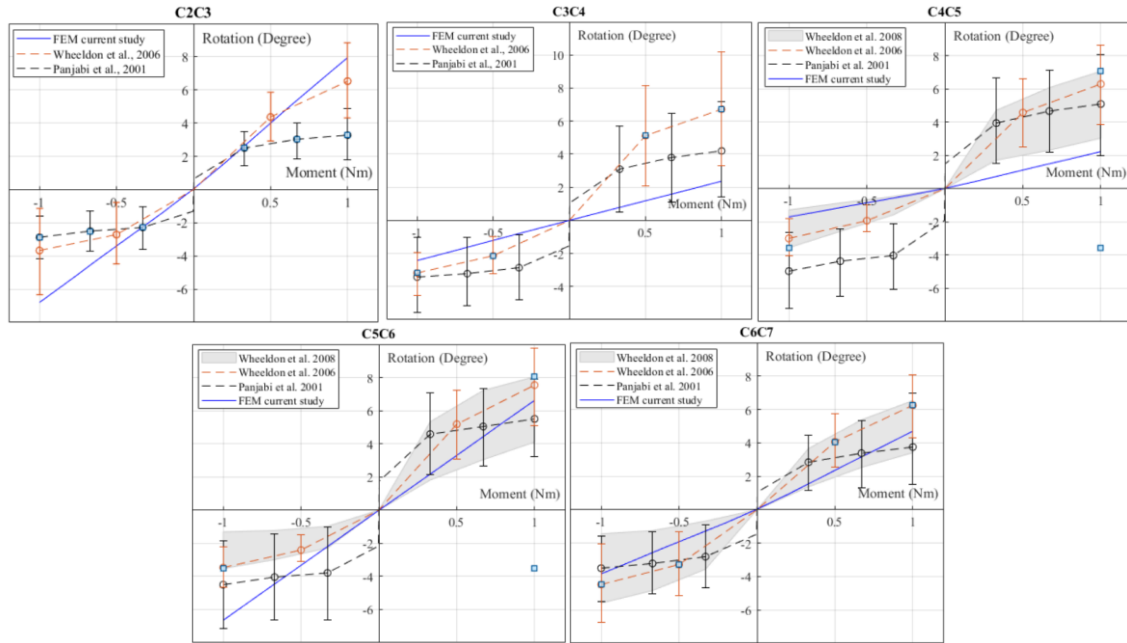 C2C3
FEM current study
Wheeldon et al., 2006
Panjabi et al., 2001
Rotation (Degree)
8
6
4
2
Moment (Nm)
-1
-0.5
0.5
1
-2
-4
-6
C3C4
FEM current study
Wheeldon et al., 2006
Panjabi et al., 2001
Rotation (Degree)
12
10
8
6
4
2
Moment (Nm)
-1
-0.5
0.5
1
-2
-4
C4C5
Wheeldon et al. 2008
Wheeldon et al. 2006
Panjabi et al. 2001
FEM current study
Rotation (Degree)
8
6
4
2
Moment (Nm)
-1
-0.5
0.5
1
-2
-4
-6
C5C6
Wheeldon et al. 2008
Wheeldon et al. 2006
Panjabi et al. 2001
FEM current study
Rotation (Degree)
8
6
4
2
Moment (Nm)
-1
-0.5
0.5
1
-2
-4
-6
C6C7
Wheeldon et al. 2008
Wheeldon et al. 2006
Panjabi et al. 2001
FEM current study
Rotation (Degree)
8
6
4
2
Moment (Nm)
-1
-0.5
0.5
1
-2
-4
-6